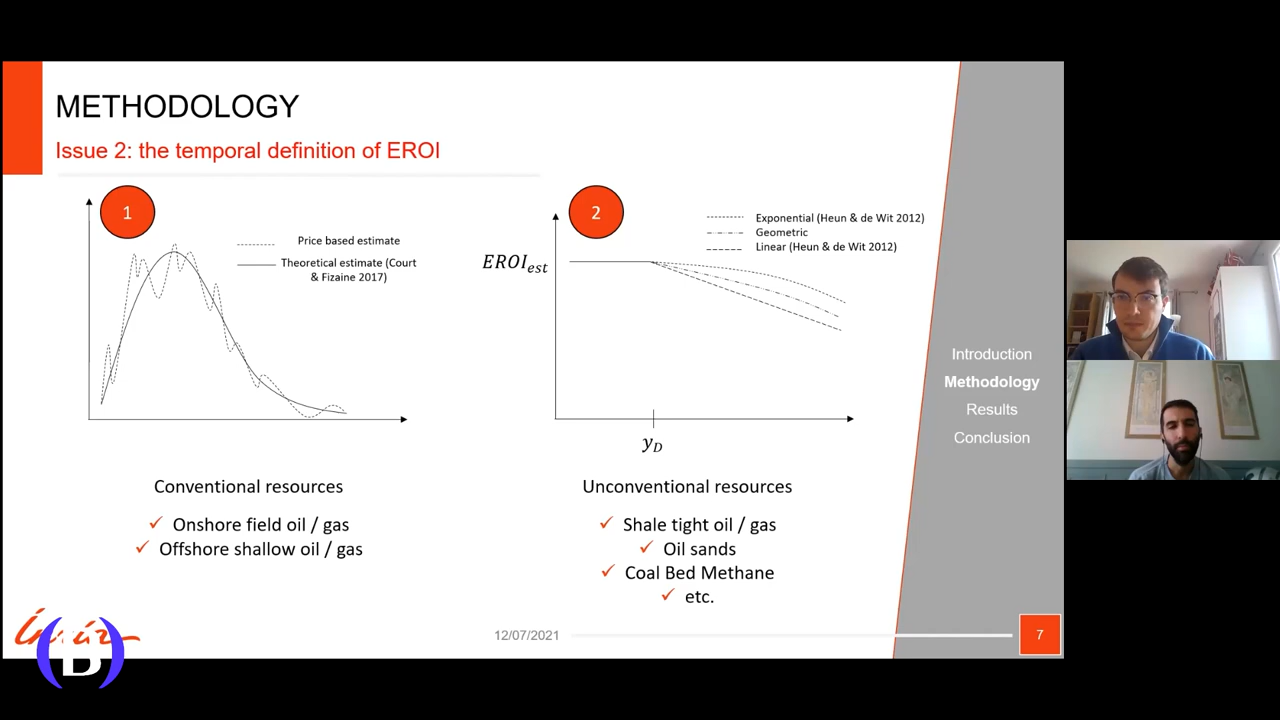 METHODOLOGY
Issue 2: the temporal definition of EROI
1
Price based estimate
Theoretical estimate (Court
& Fizaine 2017)
2
Exponential (Heun & de Wit 2012)
Geometric
Linear (Heun & de Wit 2012)
EROI_est
y_D
Conventional resources
✓ Onshore field oil / gas
✓ Offshore shallow oil / gas
Unconventional resources
✓ Shale tight oil / gas
✓ Oil sands
✓ Coal Bed Methane
✓ etc.
Introduction
Methodology
Results
Conclusion
12/07/2021
7